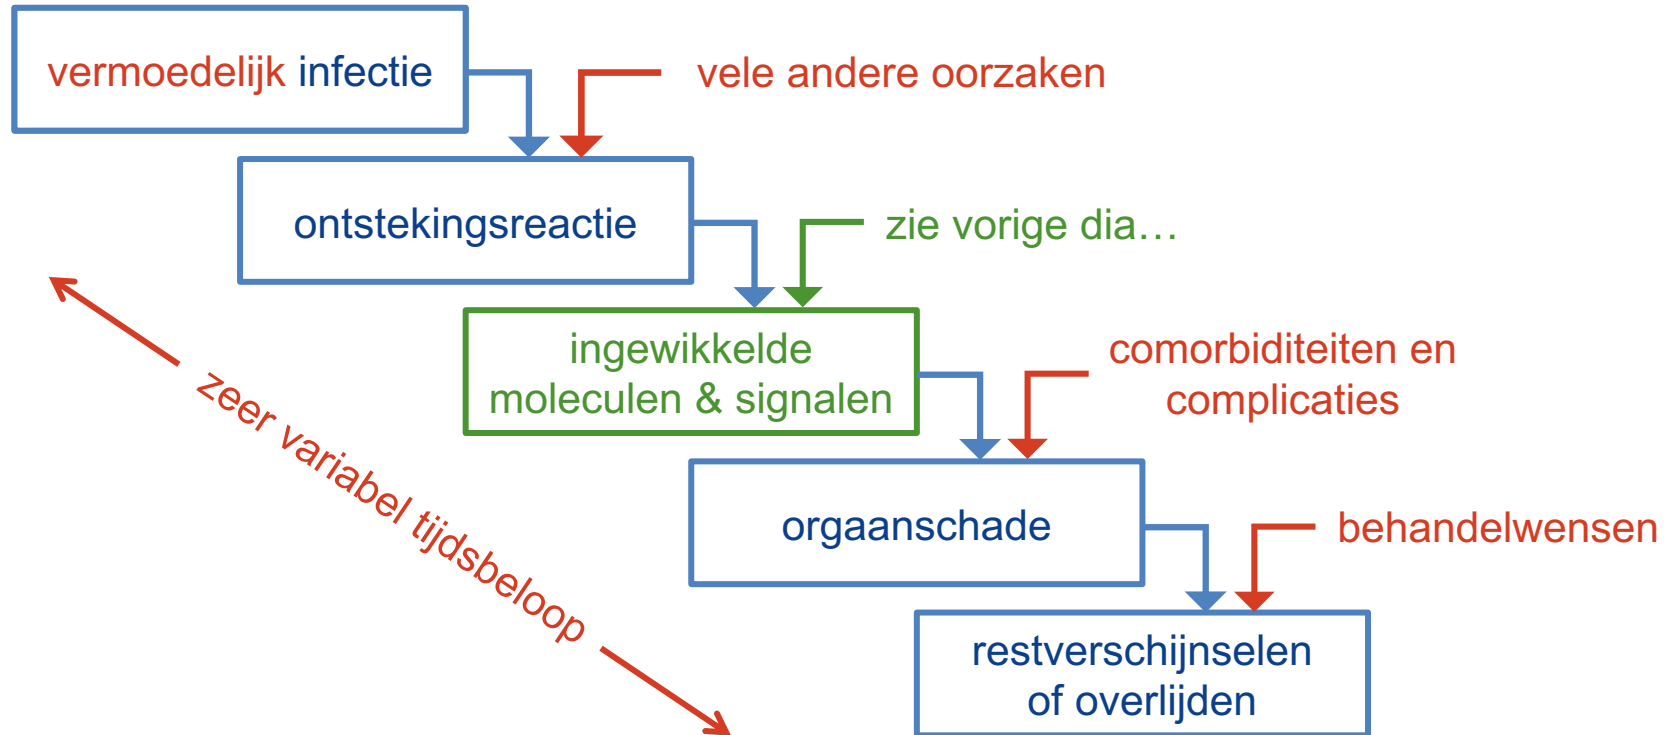 vermoedelijk infectie
vele andere oorzaken
ontstekingsreactie
zie vorige dia…
ingewikkelde
moleculen & signalen
comorbiditeiten en
complicaties
zeer variabel tijdsbeloop
orgaanschade
behandelwensen
restverschijnselen
of overlijden